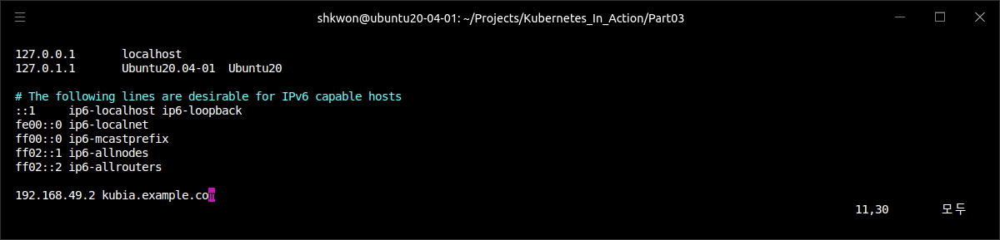 shkwon@ubuntu20-04-01: ~/Projects/Kubernetes_In_Action/Part03
127.0.0.1       localhost
127.0.1.1       Ubuntu20.04-01  Ubuntu20
# The following lines are desirable for IPv6 capable hosts
::1     ip6-localhost ip6-loopback
fe00::0 ip6-localnet
ff00::0 ip6-mcastprefix
ff02::1 ip6-allnodes
ff02::2 ip6-allrouters
192.168.49.2 kubia.example.com
11,30        모두